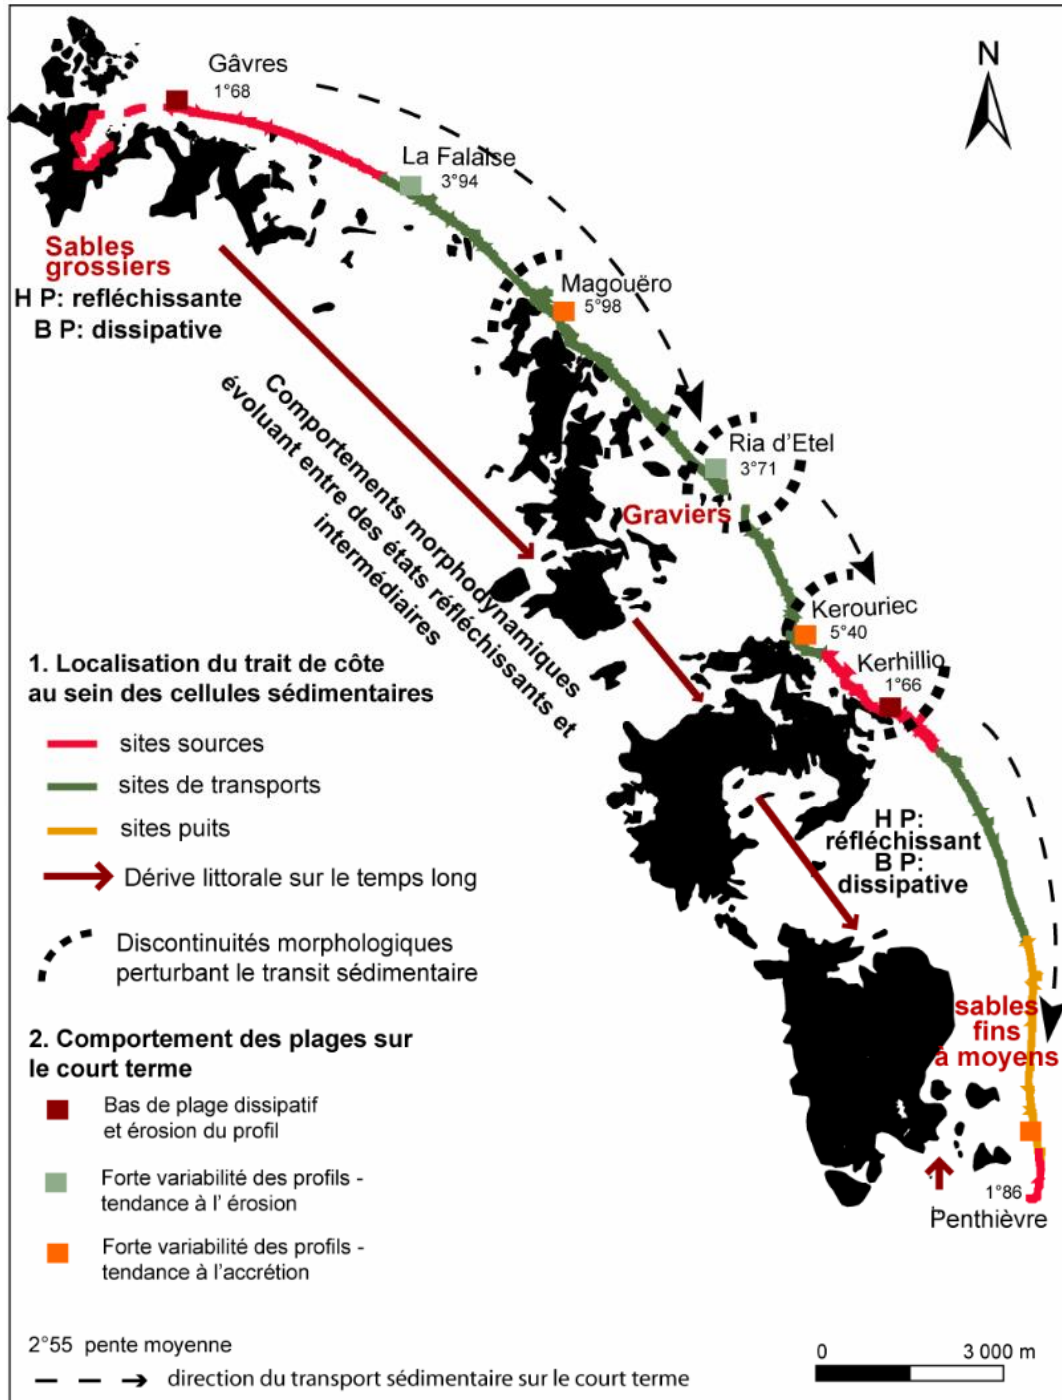 N
Gâvres
1°68
La Falaise
3°94
Sables
grossiers
H P: refléchissante
B P: dissipative
Magouëro
5°98
Comportements morphodynamiques
évoluant entre des états réfléchissants et
intermédiaires
Ria d'Etel
3°71
Graviers
Kerouriec
5°40
Kerhillio
1°66
H P:
réfléchissant
B P:
dissipative
sables
fins
à moyens
1°86
Penthièvre
1. Localisation du trait de côte
au sein des cellules sédimentaires
sites sources
sites de transports
sites puits
Dérive littorale sur le temps long
Discontinuités morphologiques
perturbant le transit sédimentaire
2. Comportement des plages sur
le court terme
Bas de plage dissipatif
et érosion du profil
Forte variabilité des profils -
tendance à l' érosion
Forte variabilité des profils -
tendance à l'accrétion
2°55 pente moyenne
direction du transport sédimentaire sur le court terme
0 3 000 m